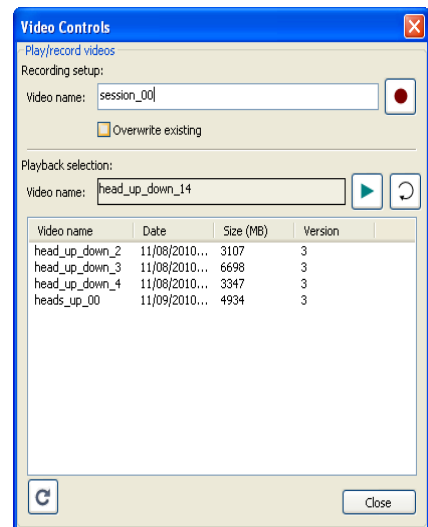 Video Controls
Play/record videos
Recording setup:
Video name: session_00
Overwrite existing
Playback selection:
Video name: head_up_down_14
Video name Date Size (MB) Version
head_up_down_2 11/08/2010... 3107 3
head_up_down_3 11/08/2010... 6698 3
head_up_down_4 11/08/2010... 3347 3
heads_up_00 11/09/2010... 4934 3
Close